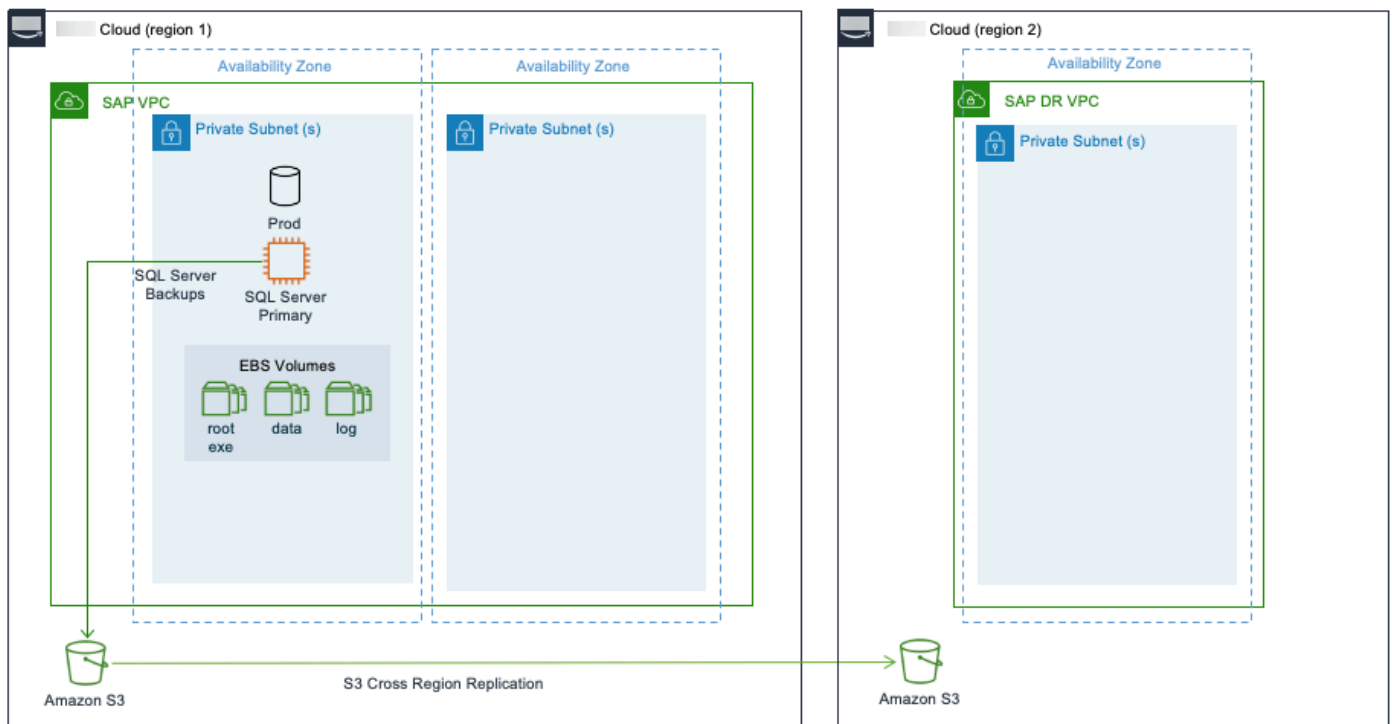 Cloud (region 1)
Availability Zone
Availability Zone
SAP VPC
Private Subnet (s)
Private Subnet (s)
Prod
SQL Server
Backups
SQL Server
Primary
EBS Volumes
root
exe
data
log
Amazon S3
S3 Cross Region Replication
Cloud (region 2)
Availability Zone
SAP DR VPC
Private Subnet (s)
Amazon S3